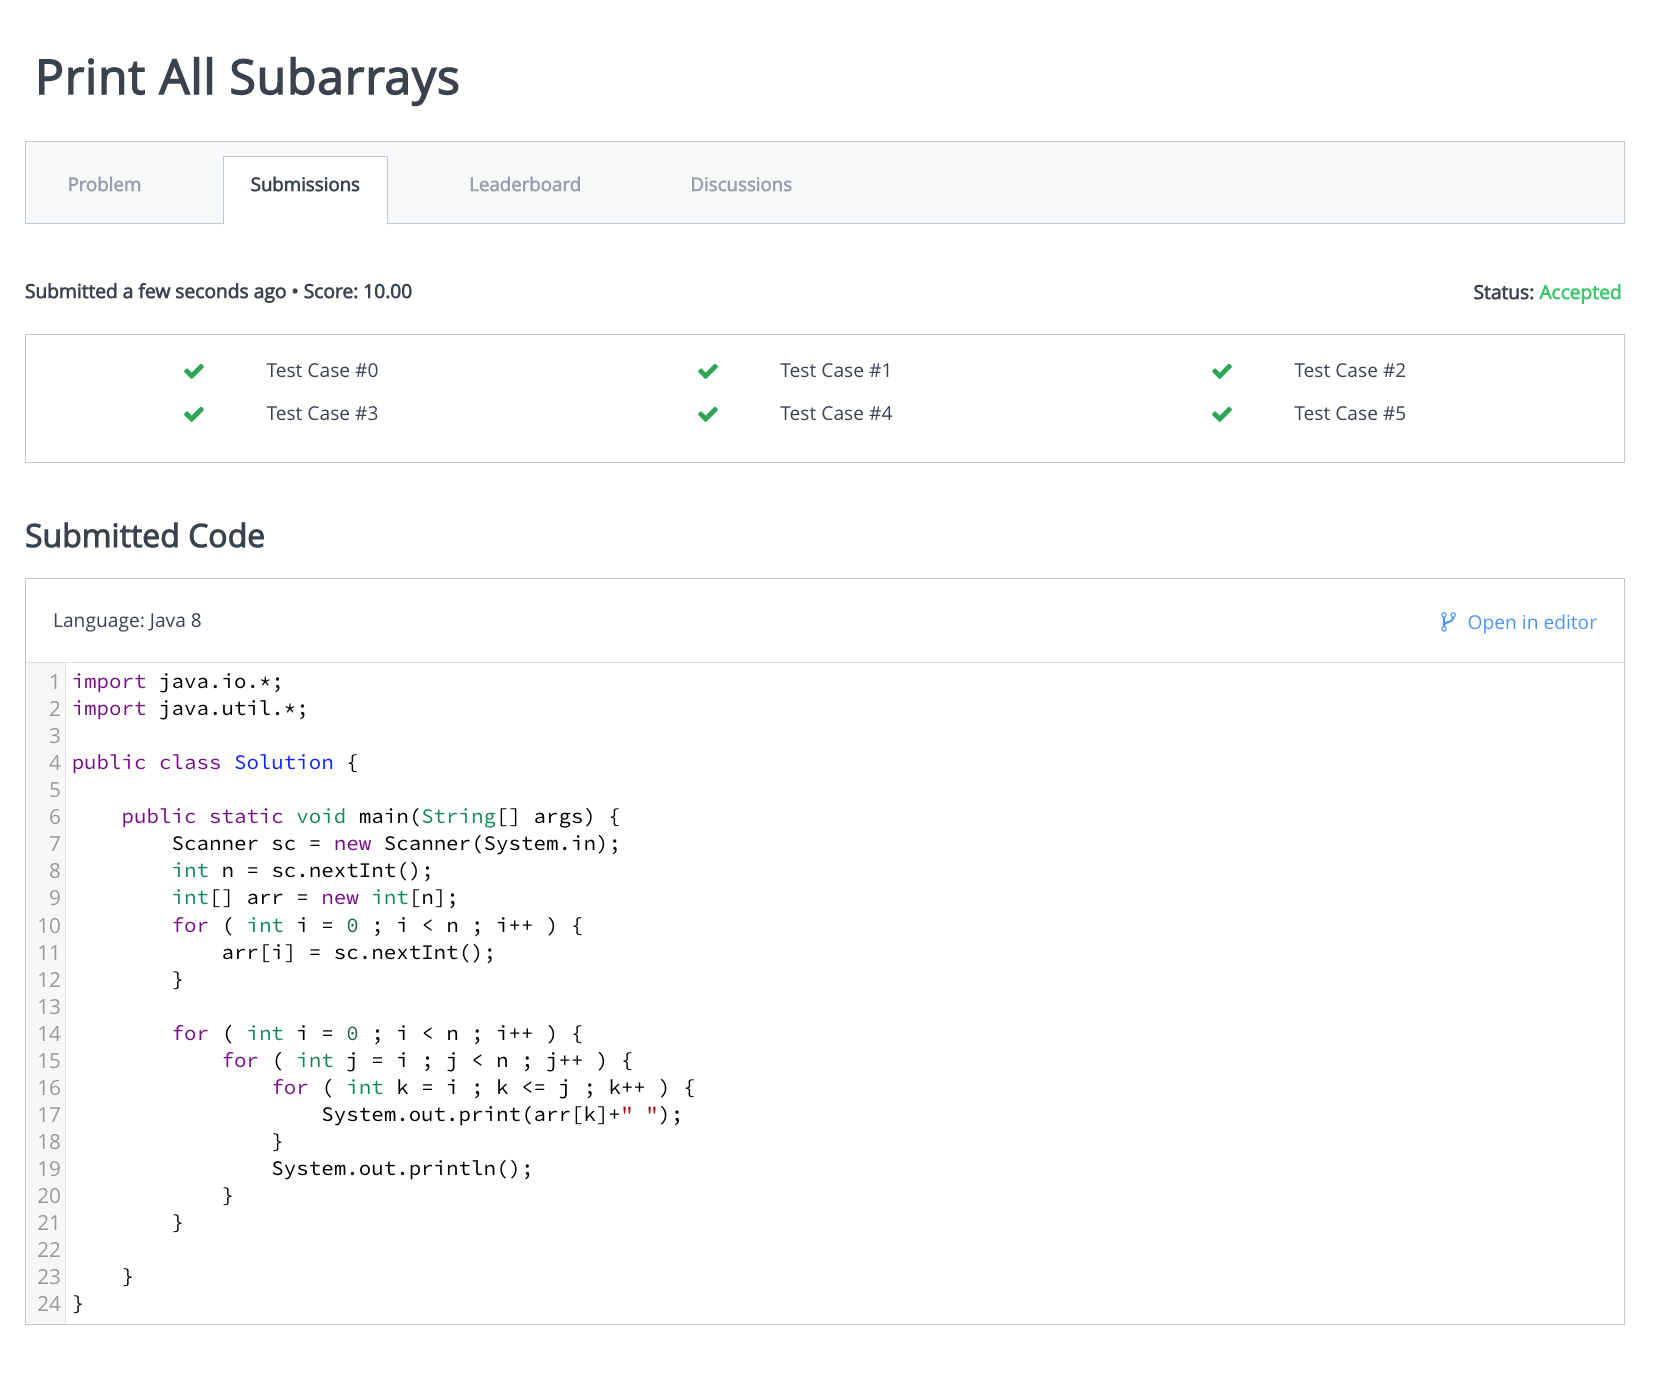 Print All Subarrays
Problem Submissions Leaderboard Discussions
Submitted a few seconds ago • Score: 10.00 Status: Accepted
Test Case #0 Test Case #1 Test Case #2
Test Case #3 Test Case #4 Test Case #5
Submitted Code
Language: Java 8 Open in editor
1 import java.io.*;
2 import java.util.*;
3
4 public class Solution {
5
6     public static void main(String[] args) {
7         Scanner sc = new Scanner(System.in);
8         int n = sc.nextInt();
9         int[] arr = new int[n];
10         for ( int i = 0 ; i < n ; i++ ) {
11             arr[i] = sc.nextInt();
12         }
13
14         for ( int i = 0 ; i < n ; i++ ) {
15             for ( int j = i ; j < n ; j++ ) {
16                 for ( int k = i ; k <= j ; k++ ) {
17                     System.out.print(arr[k]+" ");
18                 }
19                 System.out.println();
20             }
21         }
22
23     }
24 }